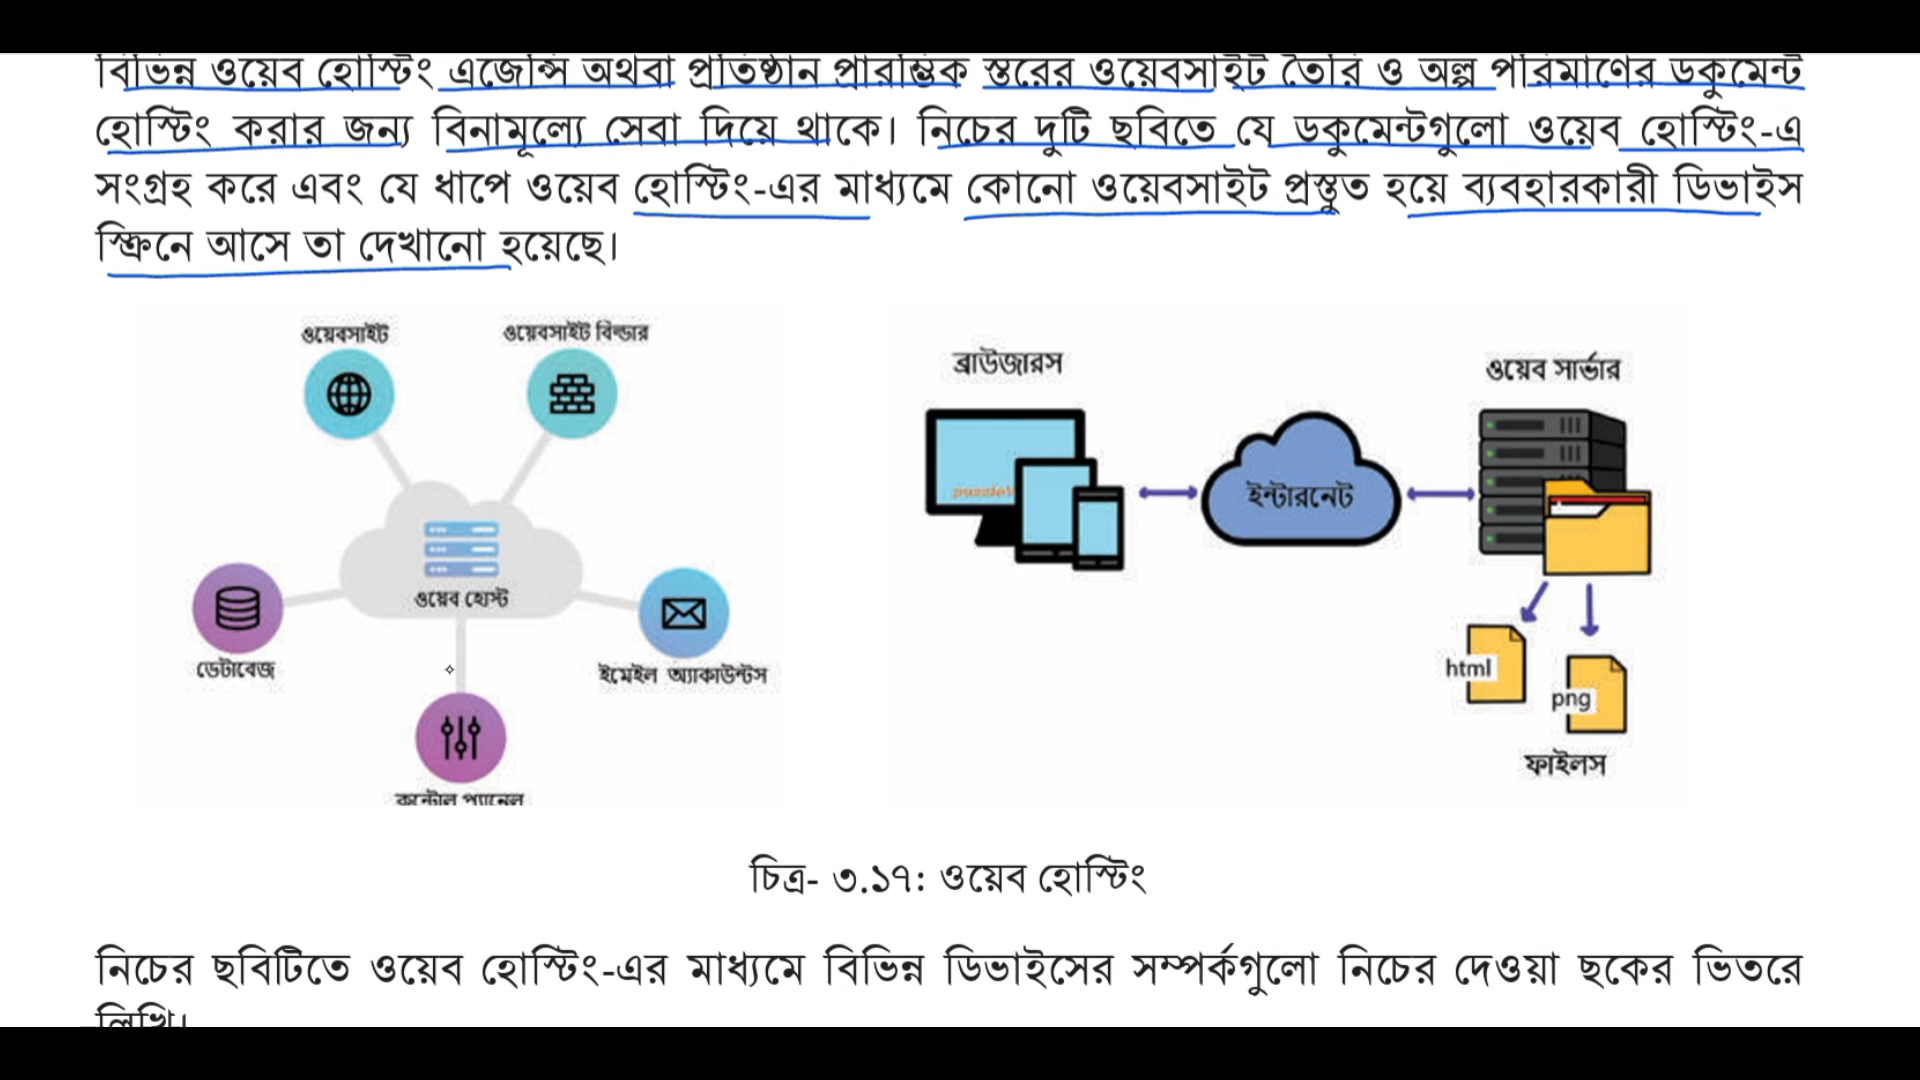 বিভিন্ন ওয়েব হোস্টিং এজেন্সি অথবা প্রতিষ্ঠান প্রারম্ভিক স্তরের ওয়েবসাইট তৈরি ও অল্প পরিমাণের ডকুমেন্ট
হোস্টিং করার জন্য বিনামূল্যে সেবা দিয়ে থাকে। নিচের দুটি ছবিতে যে ডকুমেন্টগুলো ওয়েব হোস্টিং-এ
সংগ্রহ করে এবং যে ধাপে ওয়েব হোস্টিং-এর মাধ্যমে কোনো ওয়েবসাইট প্রস্তুত হয়ে ব্যবহারকারী ডিভাইস
স্ক্রিনে আসে তা দেখানো হয়েছে।
ওয়েবসাইট
ওয়েবসাইট বিল্ডার
ওয়েব হোস্ট
ডেটাবেজ
ইমেইল অ্যাকাউন্টস
কন্ট্রোল প্যানেল
ব্রাউজারস
ইন্টারনেট
ওয়েব সার্ভার
html
png
ফাইলস
চিত্র- ৩.১৭: ওয়েব হোস্টিং
নিচের ছবিটিতে ওয়েব হোস্টিং-এর মাধ্যমে বিভিন্ন ডিভাইসের সম্পর্কগুলো নিচের দেওয়া ছকের ভিতরে
লিখি।